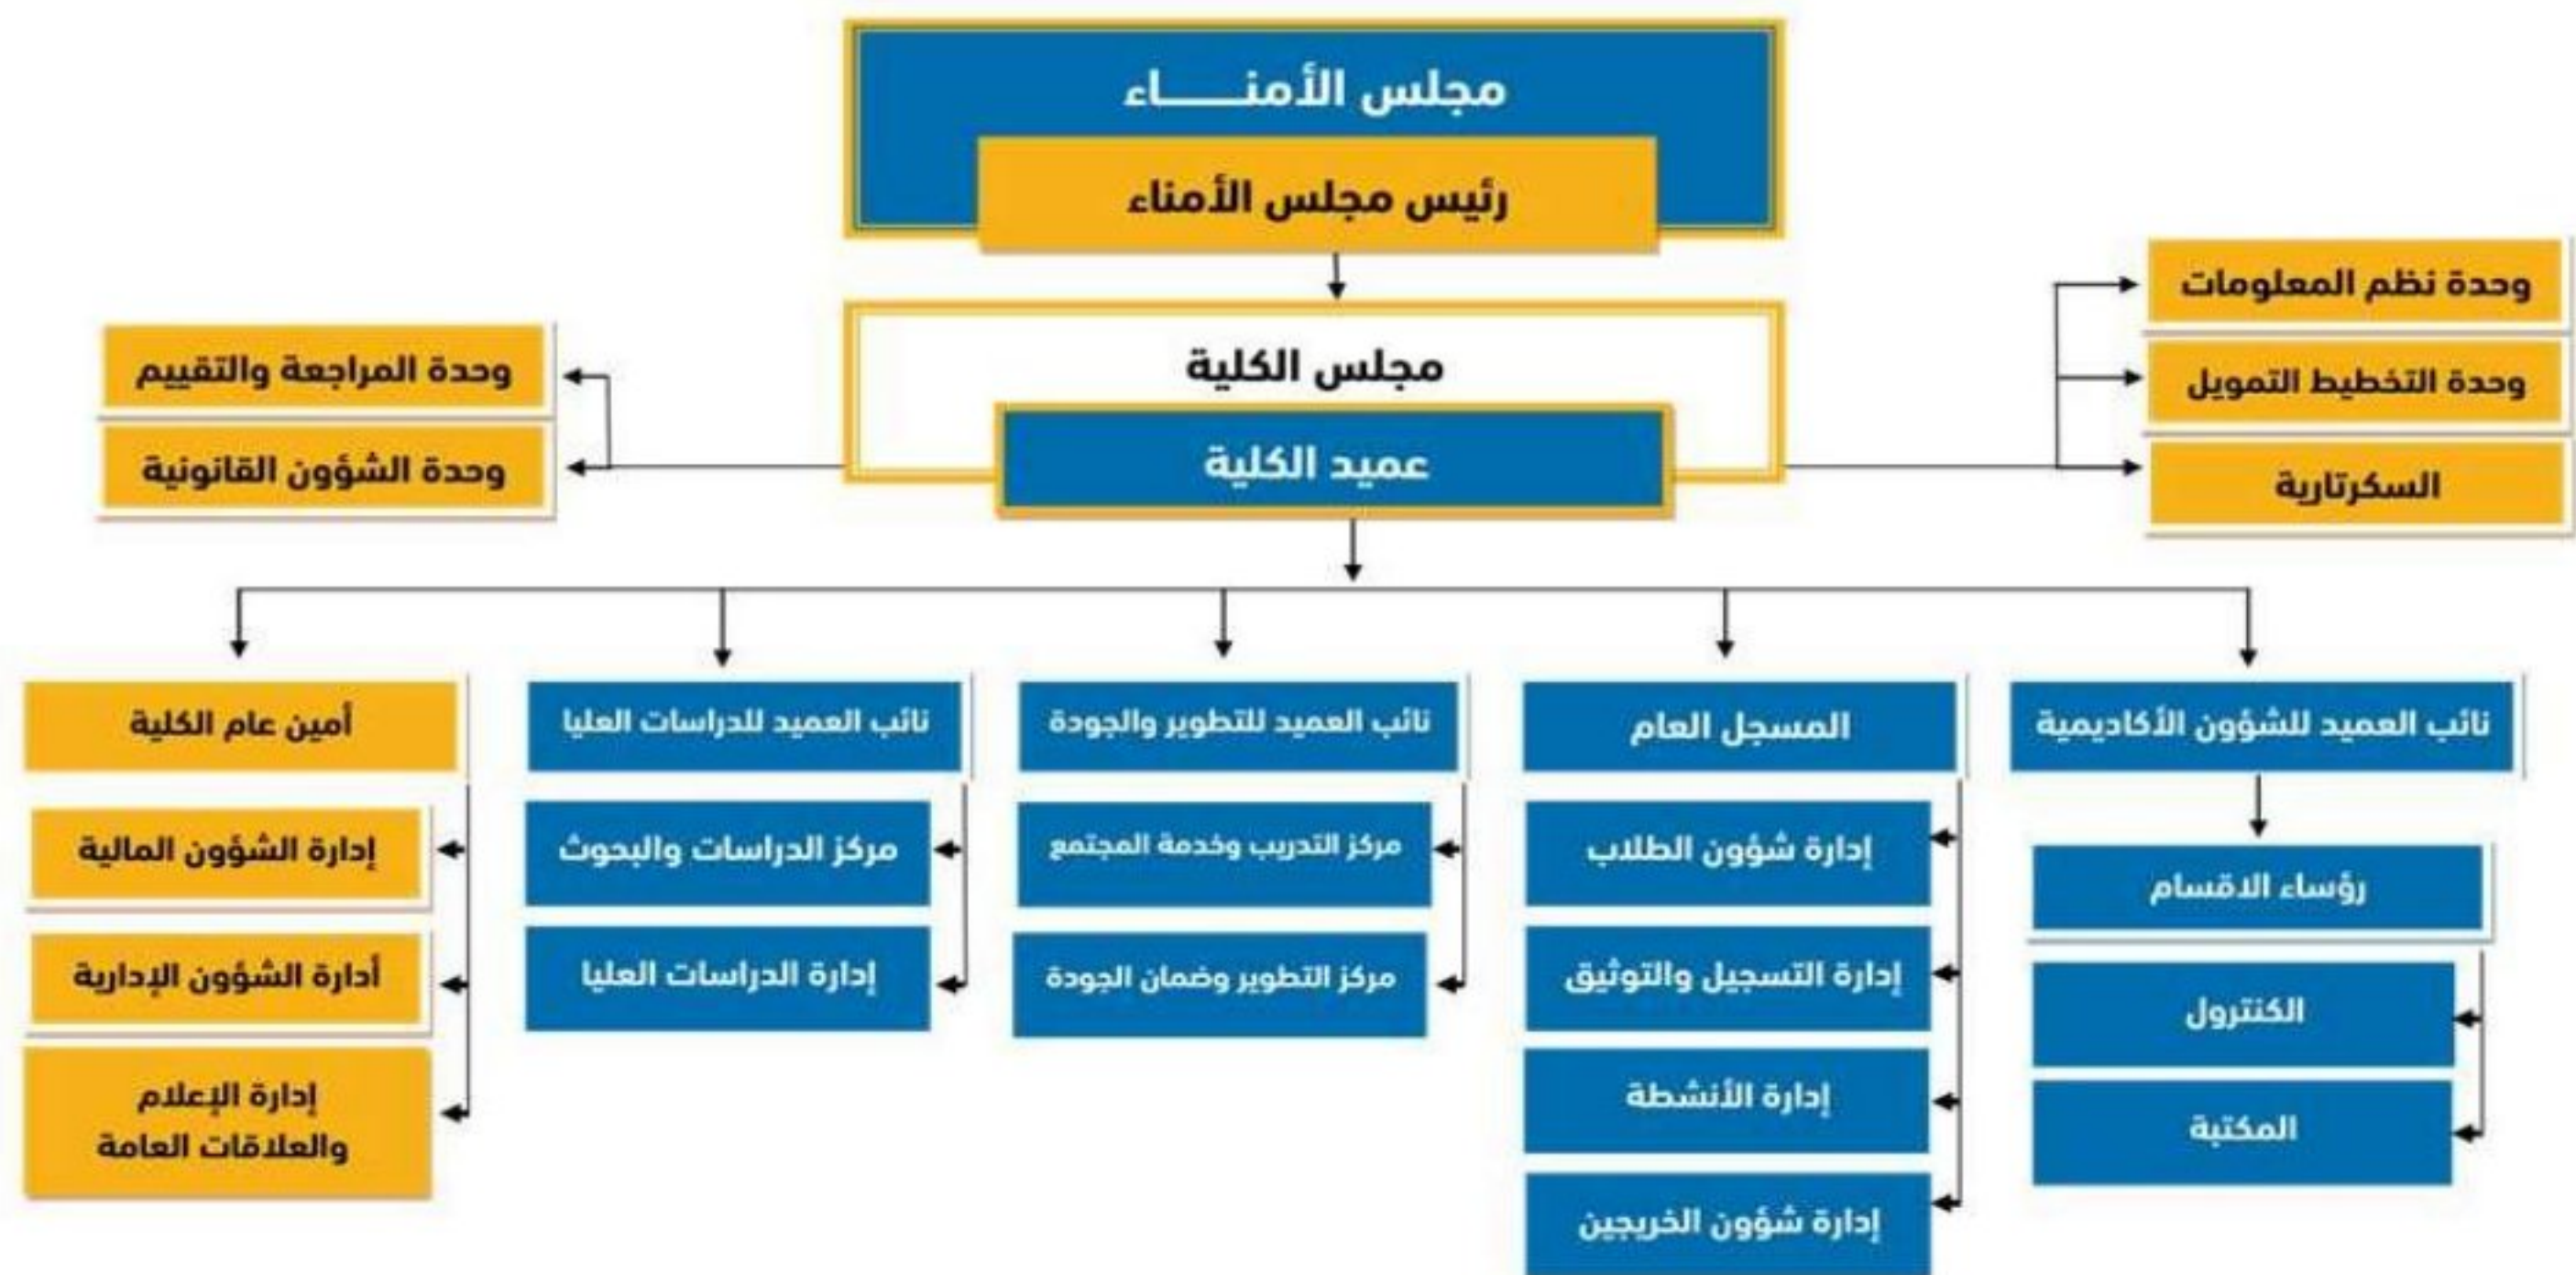 مجلس الأمنـــــاء
رئيس مجلس الأمناء
مجلس الكلية
عميد الكلية
وحدة نظم المعلومات
وحدة التخطيط التمويل
السكرتارية
وحدة المراجعة والتقييم
وحدة الشؤون القانونية
نائب العميد للشؤون الأكاديمية
رؤساء الاقسام
الكنترول
المكتبة
المسجل العام
إدارة شؤون الطلاب
إدارة التسجيل والتوثيق
إدارة الأنشطة
إدارة شؤون الخريجين
نائب العميد للتطوير والجودة
مركز التدريب وخدمة المجتمع
مركز التطوير وضمان الجودة
نائب العميد للدراسات العليا
مركز الدراسات والبحوث
إدارة الدراسات العليا
أمين عام الكلية
إدارة الشؤون المالية
أدارة الشؤون الإدارية
إدارة الإعلام
والعلاقات العامة